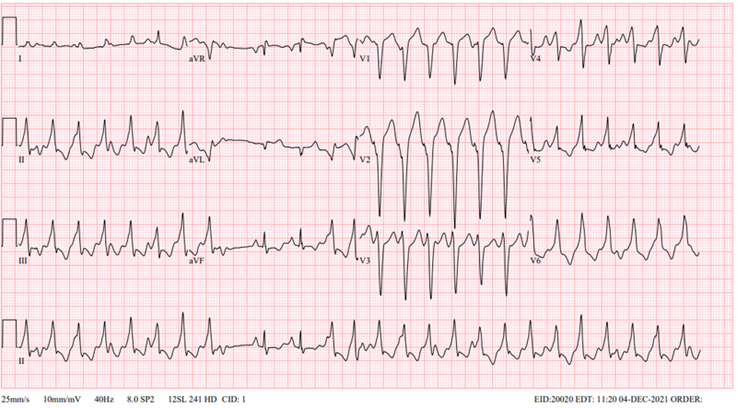 I aVR V1 V4
II aVL V2 V5
III aVF V3 V6
II
25mm/s 10mm/mV 40Hz 8.0 SP2 12SL 241 HD CID: 1 EID:20020 EDT: 11:20 04-DEC-2021 ORDER: